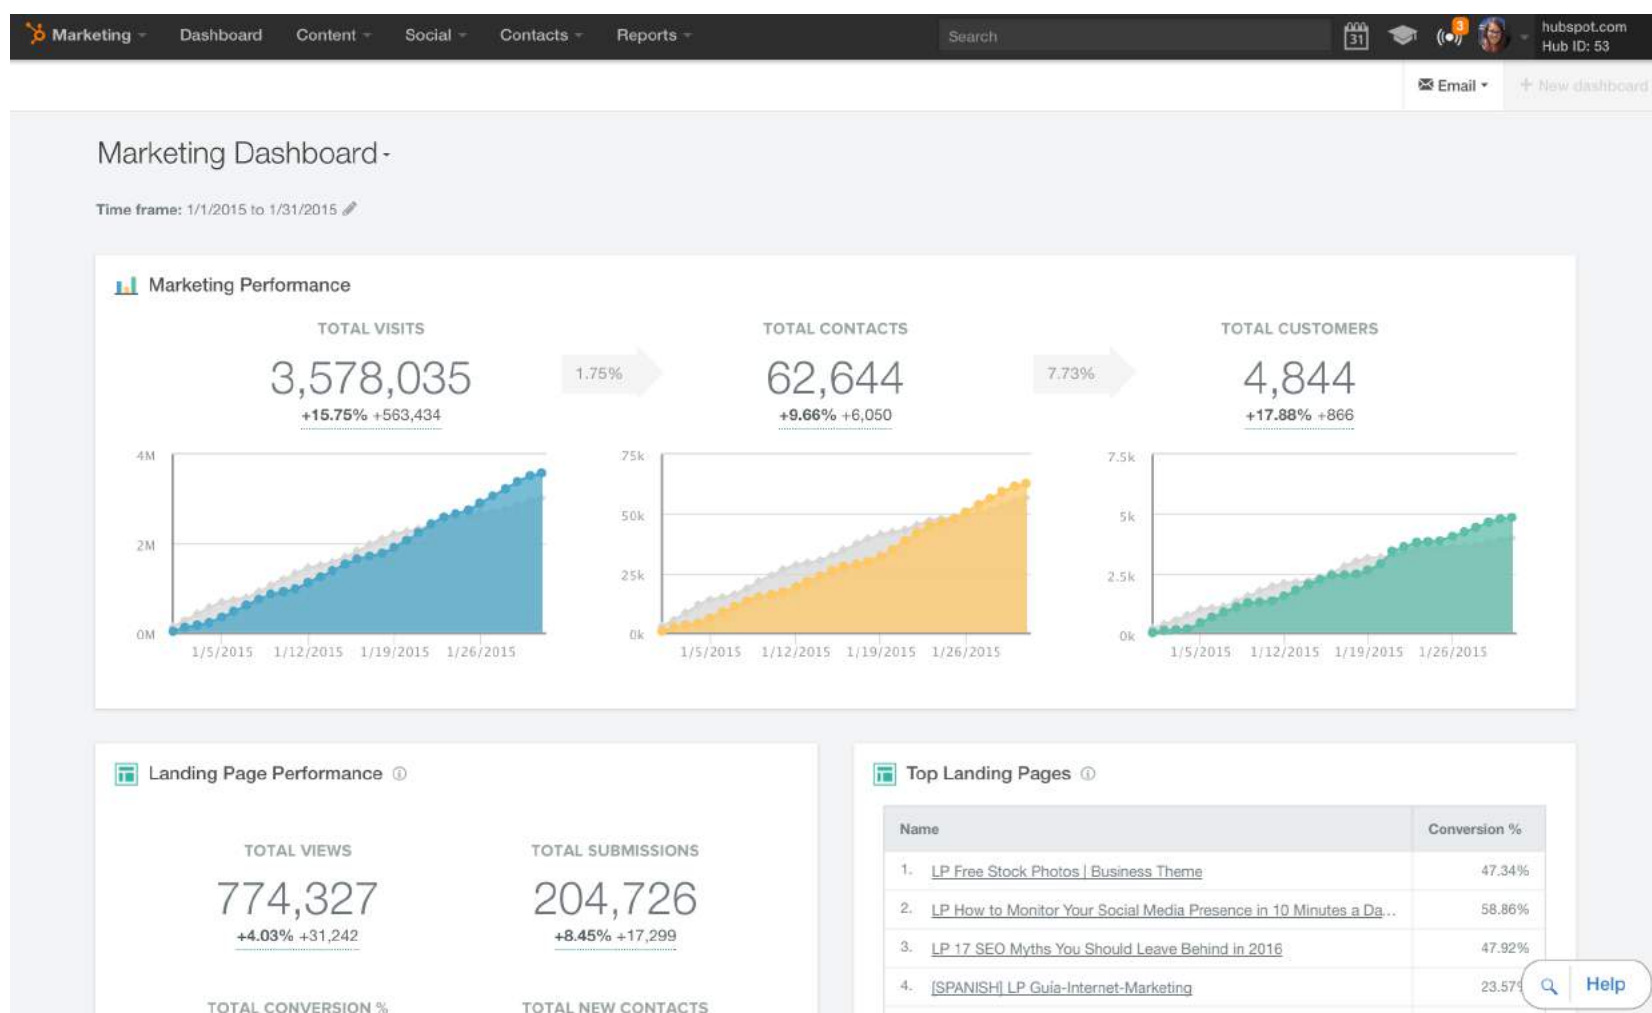 Marketing Dashboard Content Social Contacts Reports Search 31 3 hubspot.com
Hub ID: 53
Email + New dashboard
Marketing Dashboard
Time frame: 1/1/2015 to 1/31/2015
Marketing Performance
TOTAL VISITS TOTAL CONTACTS TOTAL CUSTOMERS
3,578,035 1.75% 62,644 7.73% 4,844
+15.75% +563,434 +9.66% +6,050 +17.88% +866
4M
2M
0M
1/5/2015 1/12/2015 1/19/2015 1/26/2015
75k
50k
25k
0k
1/5/2015 1/12/2015 1/19/2015 1/26/2015
7.5k
5k
2.5k
0k
1/5/2015 1/12/2015 1/19/2015 1/26/2015
Landing Page Performance
TOTAL VIEWS TOTAL SUBMISSIONS
774,327 204,726
+4.03% +31,242 +8.45% +17,299
TOTAL CONVERSION % TOTAL NEW CONTACTS
Top Landing Pages
Name Conversion %
1. LP Free Stock Photos | Business Theme 47.34%
2. LP How to Monitor Your Social Media Presence in 10 Minutes a Da... 58.86%
3. LP 17 SEO Myths You Should Leave Behind in 2016 47.92%
4. [SPANISH] LP Guía-Internet-Marketing 23.57%
Help